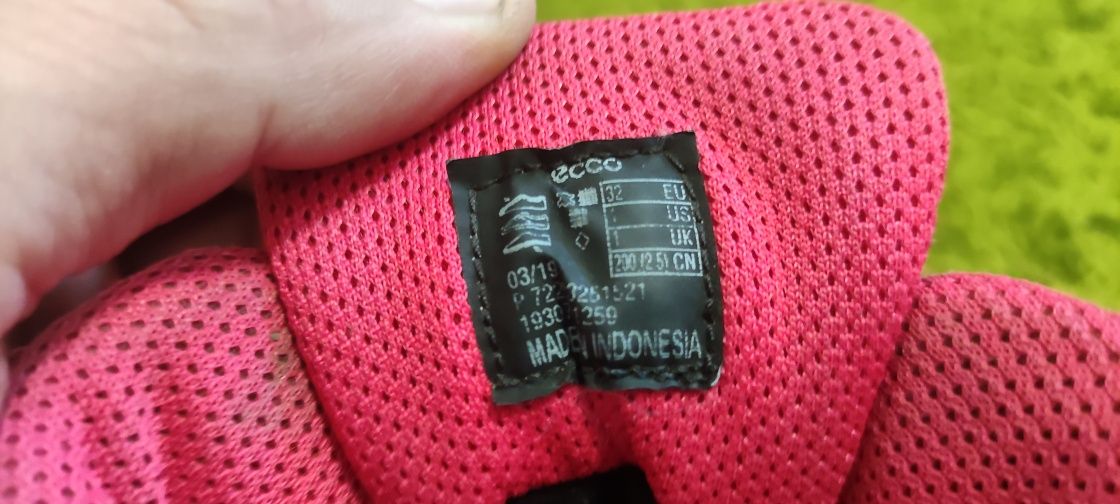 ecco
32 EU
US
1 UK
200 (2.5) CN
03/19
MADE IN INDONESIA